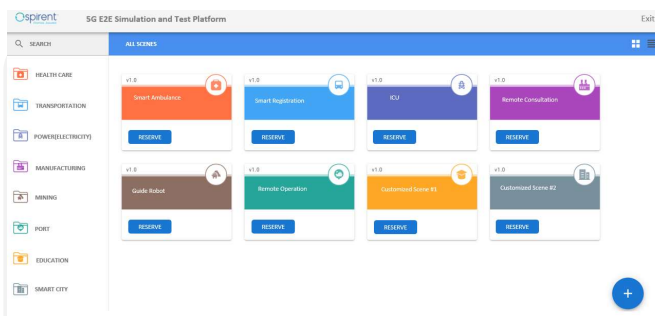 spirent
5G E2E Simulation and Test Platform
Exit
SEARCH
ALL SCENES
HEALTH CARE
TRANSPORTATION
POWER(ELECTRICITY)
MANUFACTURING
MINING
PORT
EDUCATION
SMART CITY
v1.0
Smart Ambulance
RESERVE
v1.0
Smart Registration
RESERVE
v1.0
ICU
RESERVE
v1.0
Remote Consultation
RESERVE
v1.0
Guide Robot
RESERVE
v1.0
Remote Operation
RESERVE
v1.0
Customized Scene #1
RESERVE
v1.0
Customized Scene #2
RESERVE
+